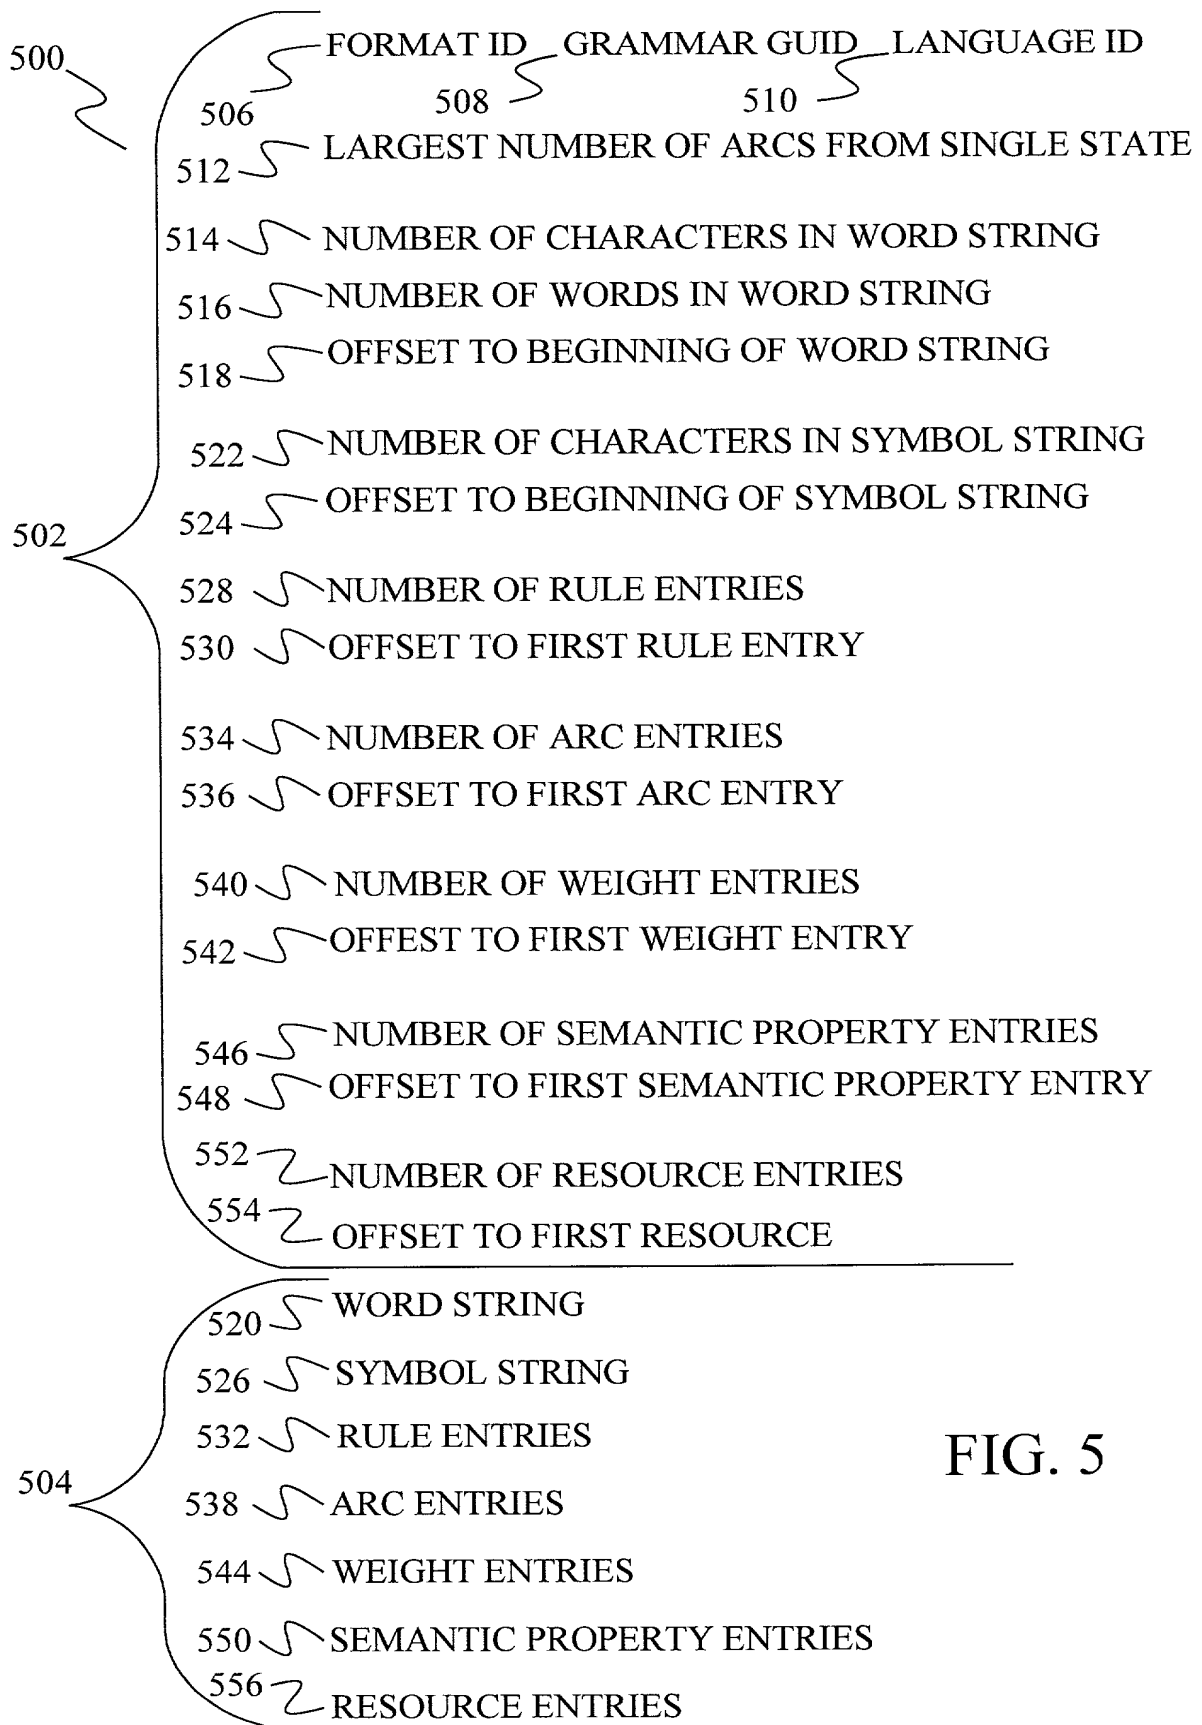 500
FORMAT ID GRAMMAR GUID LANGUAGE ID
506 508 510
512 LARGEST NUMBER OF ARCS FROM SINGLE STATE
514 NUMBER OF CHARACTERS IN WORD STRING
516 NUMBER OF WORDS IN WORD STRING
518 OFFSET TO BEGINNING OF WORD STRING
522 NUMBER OF CHARACTERS IN SYMBOL STRING
524 OFFSET TO BEGINNING OF SYMBOL STRING
502
528 NUMBER OF RULE ENTRIES
530 OFFSET TO FIRST RULE ENTRY
534 NUMBER OF ARC ENTRIES
536 OFFSET TO FIRST ARC ENTRY
540 NUMBER OF WEIGHT ENTRIES
542 OFFEST TO FIRST WEIGHT ENTRY
546 NUMBER OF SEMANTIC PROPERTY ENTRIES
548 OFFSET TO FIRST SEMANTIC PROPERTY ENTRY
552 NUMBER OF RESOURCE ENTRIES
554 OFFSET TO FIRST RESOURCE
520 WORD STRING
526 SYMBOL STRING
532 RULE ENTRIES
FIG. 5
504
538 ARC ENTRIES
544 WEIGHT ENTRIES
550 SEMANTIC PROPERTY ENTRIES
556 RESOURCE ENTRIES